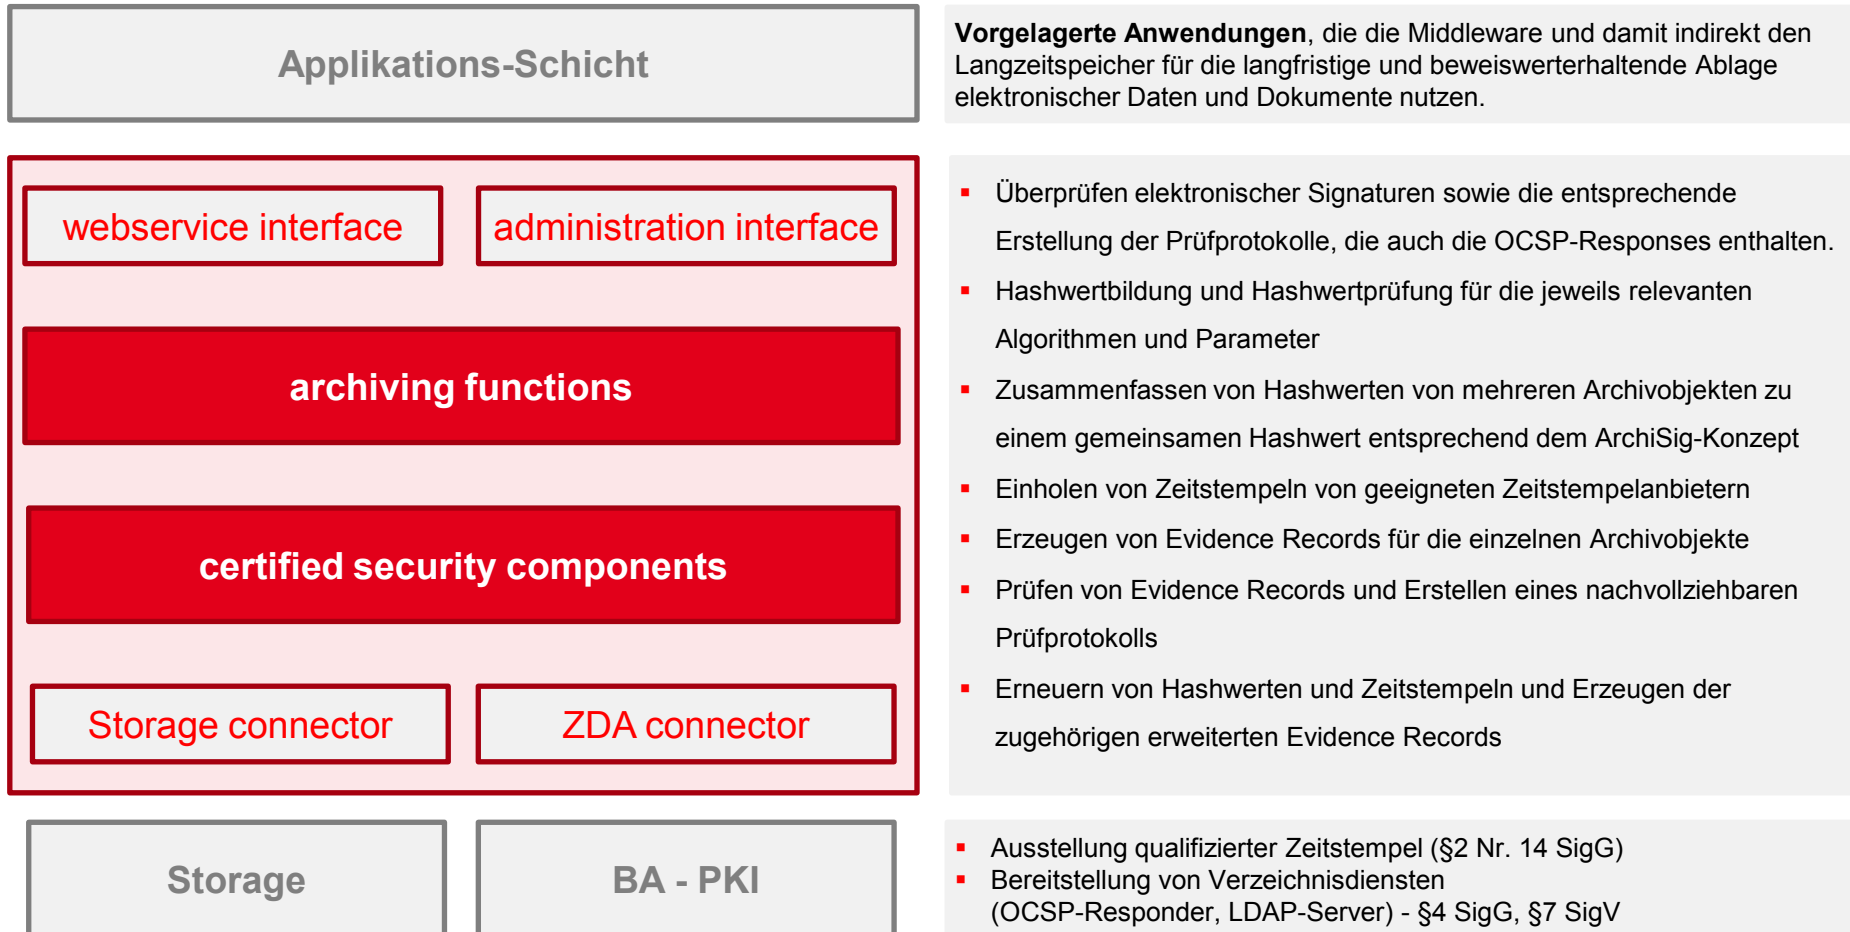 Applikations-Schicht
Vorgelagerte Anwendungen, die die Middleware und damit indirekt den
Langzeitspeicher für die langfristige und beweiswerterhaltende Ablage
elektronischer Daten und Dokumente nutzen.
webservice interface
administration interface
archiving functions
certified security components
Storage connector
ZDA connector
▪ Überprüfen elektronischer Signaturen sowie die entsprechende
Erstellung der Prüfprotokolle, die auch die OCSP-Responses enthalten.
▪ Hashwertbildung und Hashwertprüfung für die jeweils relevanten
Algorithmen und Parameter
▪ Zusammenfassen von Hashwerten von mehreren Archivobjekten zu
einem gemeinsamen Hashwert entsprechend dem ArchiSig-Konzept
▪ Einholen von Zeitstempeln von geeigneten Zeitstempelanbietern
▪ Erzeugen von Evidence Records für die einzelnen Archivobjekte
▪ Prüfen von Evidence Records und Erstellen eines nachvollziehbaren
Prüfprotokolls
▪ Erneuern von Hashwerten und Zeitstempeln und Erzeugen der
zugehörigen erweiterten Evidence Records
Storage
BA - PKI
▪ Ausstellung qualifizierter Zeitstempel (§2 Nr. 14 SigG)
▪ Bereitstellung von Verzeichnisdiensten
(OCSP-Responder, LDAP-Server) - §4 SigG, §7 SigV